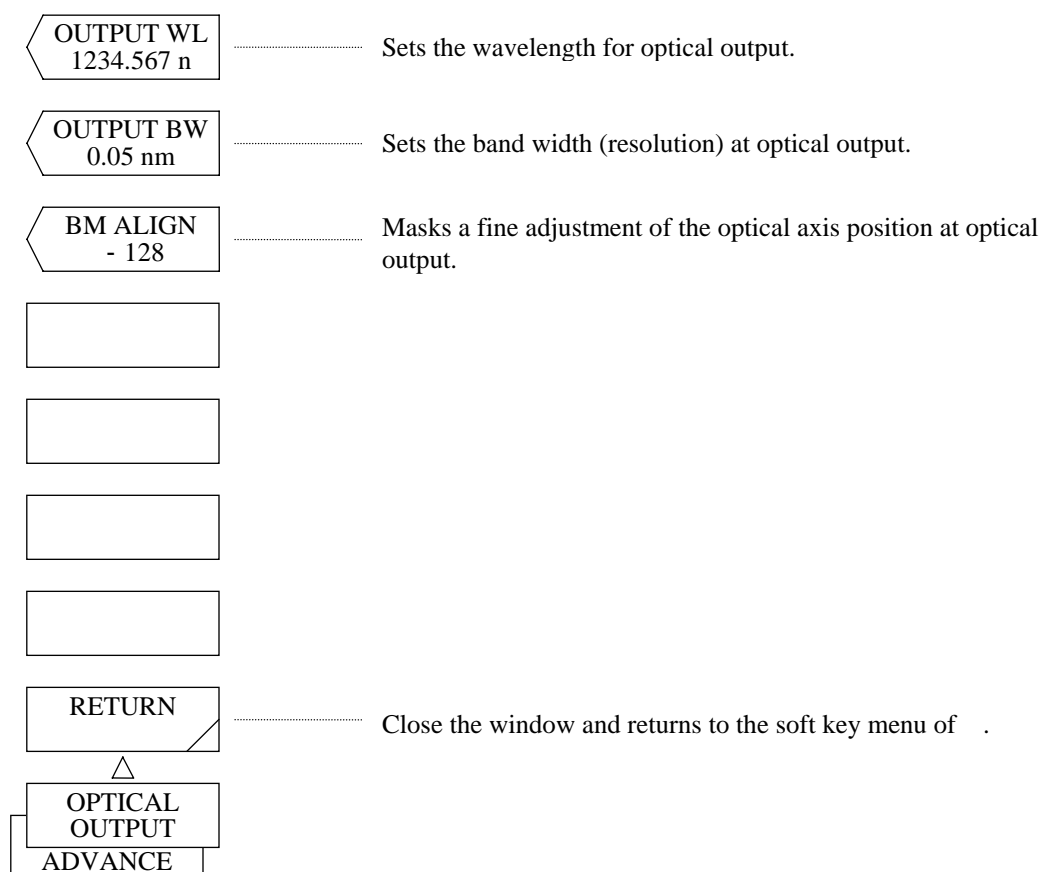 OUTPUT WL
1234.567 n
Sets the wavelength for optical output.
OUTPUT BW
0.05 nm
Sets the band width (resolution) at optical output.
BM ALIGN
- 128
Masks a fine adjustment of the optical axis position at optical
output.
RETURN
Close the window and returns to the soft key menu of .
OPTICAL
OUTPUT
ADVANCE